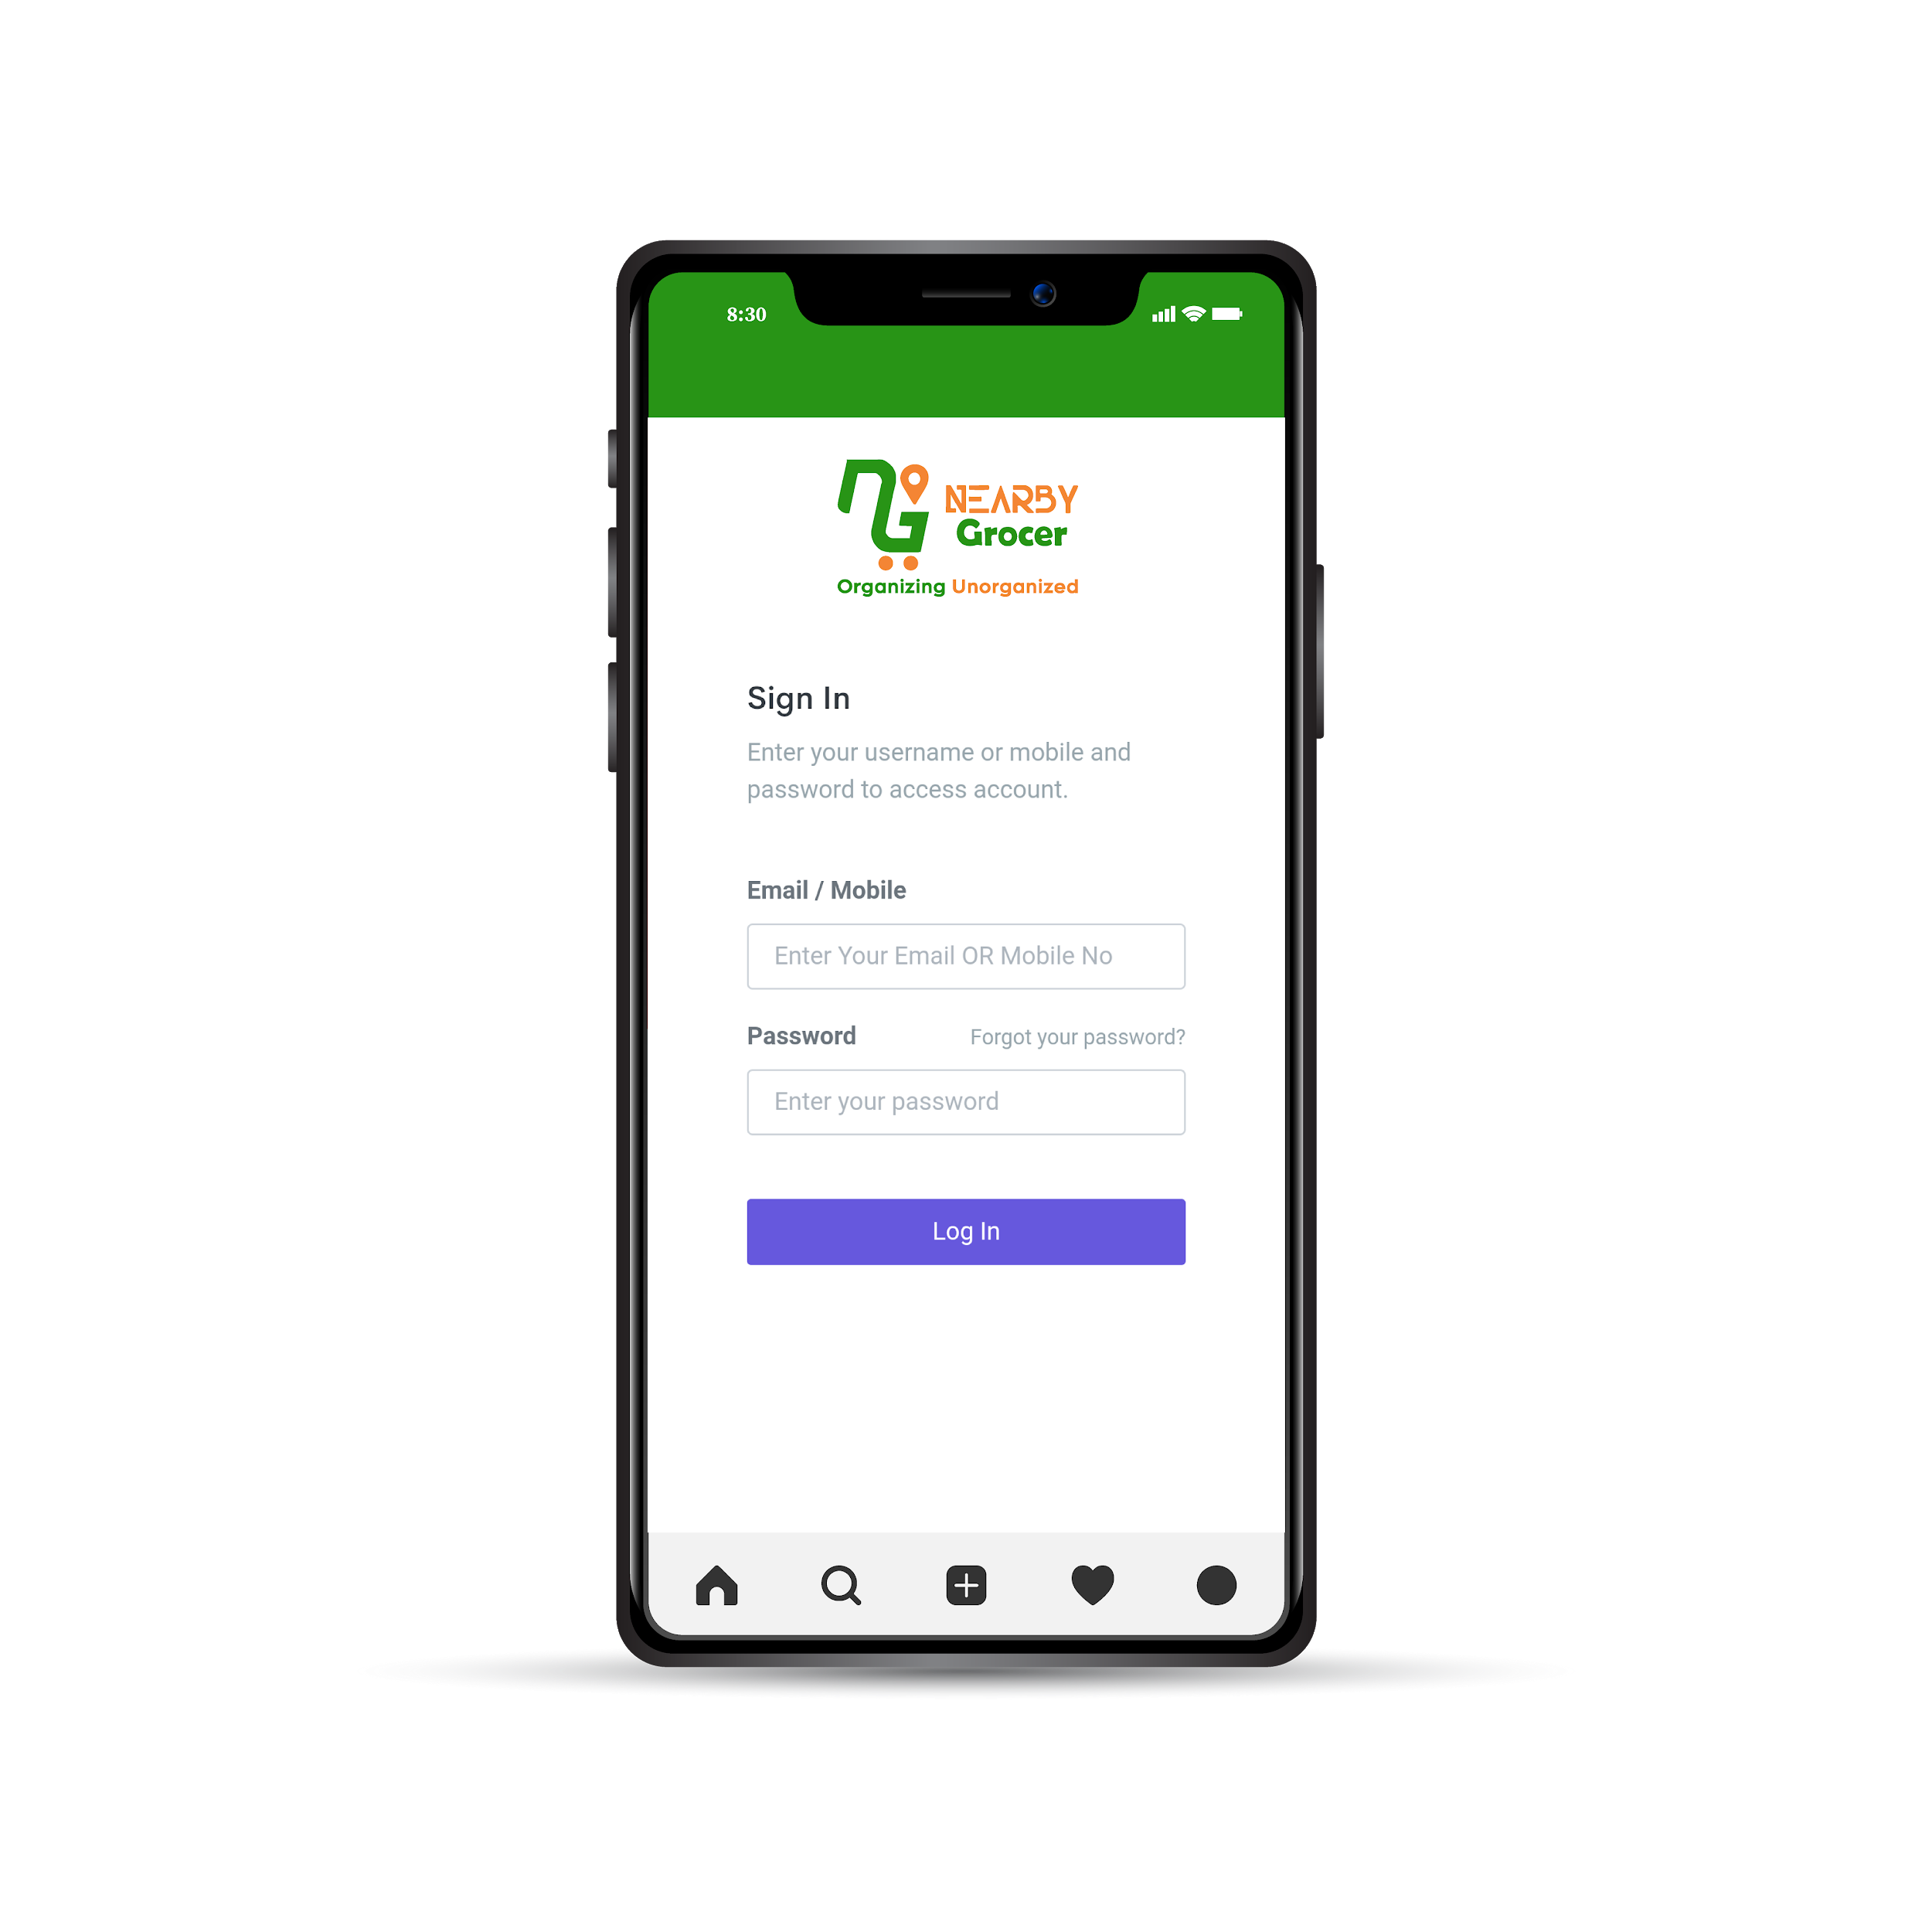 8:30
NEARBY
Grocer
Organizing Unorganized
Sign In
Enter your username or mobile and
password to access account.
Email / Mobile
Enter Your Email OR Mobile No
Password Forgot your password?
Enter your password
Log In